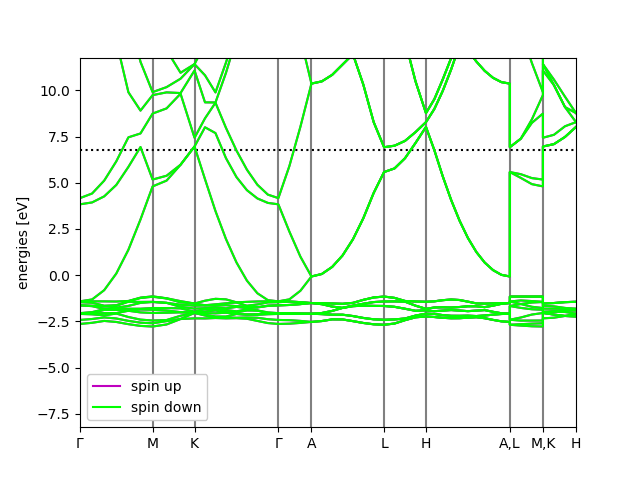 energies [eV]
10.0
7.5
5.0
2.5
0.0
−2.5
−5.0
−7.5
spin up
spin down
Γ M K Γ A L H A,L M,K H